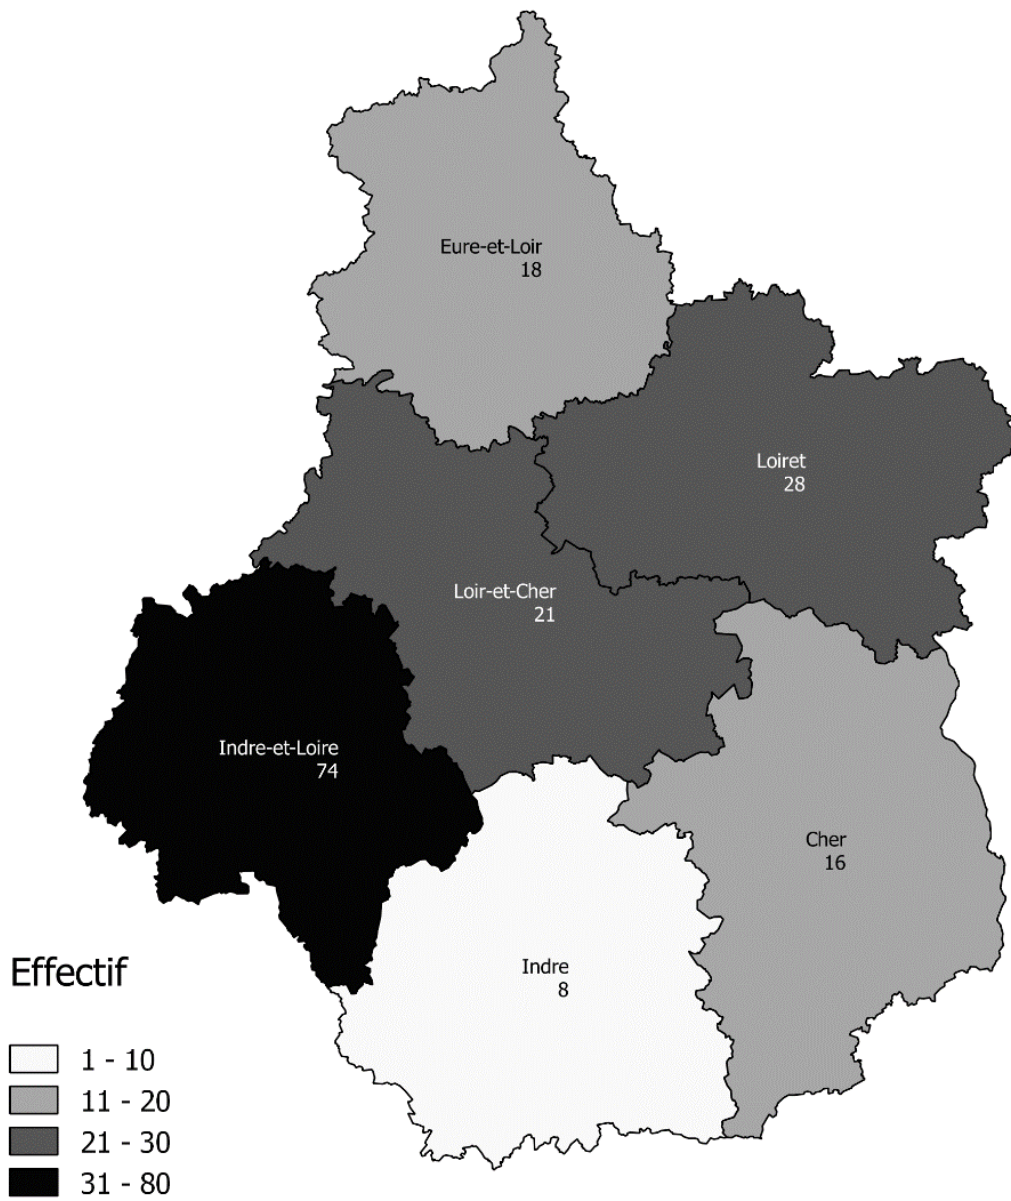 Eure-et-Loir
18
Loiret
28
Loir-et-Cher
21
Indre-et-Loire
74
Cher
16
Indre
8
Effectif
1 - 10
11 - 20
21 - 30
31 - 80